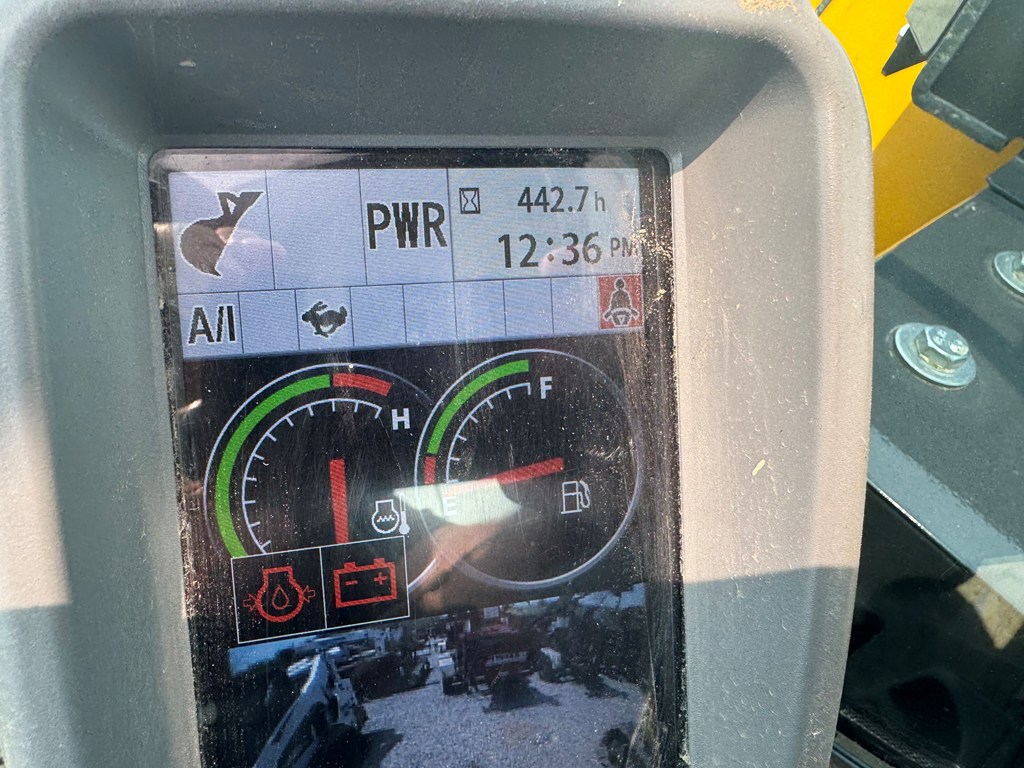 PWR
442.7 h
12:36 PM
A/I
H
F
E